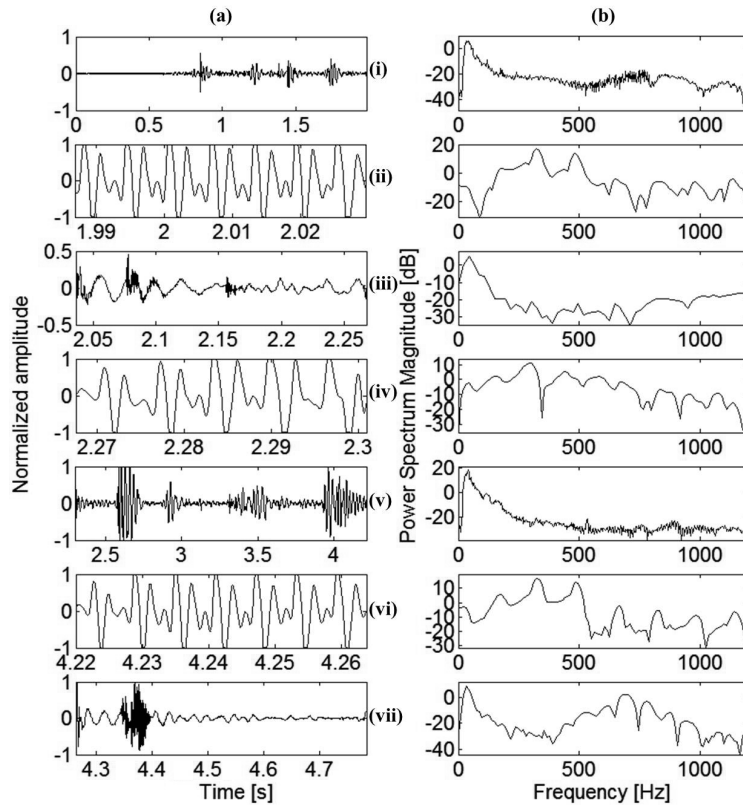 (a) (b)
1
0
-1
0 0.5 1 1.5
(i)
0
-20
-40
0 500 1000
1
0
-1
1.99 2 2.01 2.02
(ii)
20
0
-20
0 500 1000
0.5
0
-0.5
2.05 2.1 2.15 2.2 2.25
(iii)
0
-10
-20
-30
0 500 1000
1
0
-1
2.27 2.28 2.29 2.3
(iv)
10
0
-10
-20
-30
0 500 1000
1
0
-1
2.5 3 3.5 4
(v)
20
0
-20
0 500 1000
1
0
-1
4.22 4.23 4.24 4.25 4.26
(vi)
10
0
-10
-20
-30
0 500 1000
1
0
-1
4.3 4.4 4.5 4.6 4.7
(vii)
0
-20
-40
0 500 1000
Normalized amplitude
Power Spectrum Magnitude [dB]
Time [s]
Frequency [Hz]